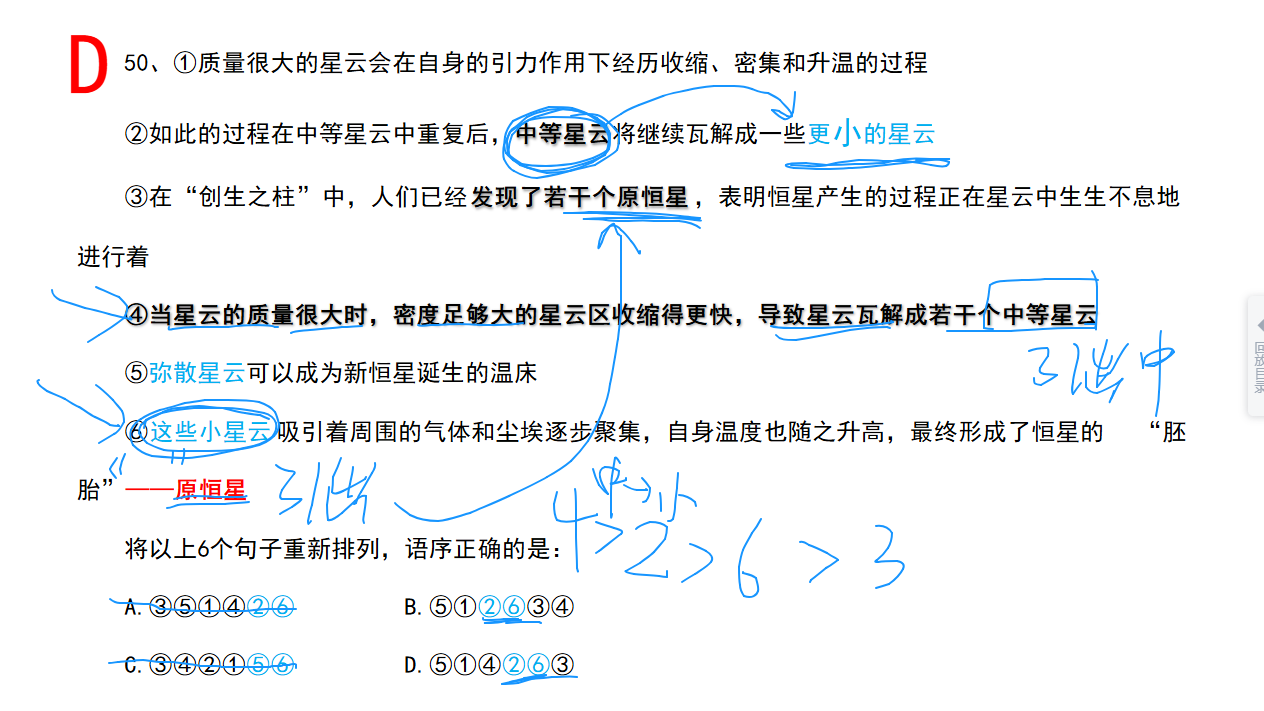 D
50、①质量很大的星云会在自身的引力作用下经历收缩、密集和升温的过程
②如此的过程在中等星云中重复后，中等星云将继续瓦解成一些更小的星云
③在“创生之柱”中，人们已经发现了若干个原恒星，表明恒星产生的过程正在星云中生生不息地
进行着
④当星云的质量很大时，密度足够大的星云区收缩得更快，导致星云瓦解成若干个中等星云
⑤弥散星云可以成为新恒星诞生的温床
引进中
⑥这些小星云吸引着周围的气体和尘埃逐步聚集，自身温度也随之升高，最终形成了恒星的 “胚
胎”——原恒星
中→小
4>2>6>3
将以上6个句子重新排列，语序正确的是：
A.③⑤①④②⑥
B.⑤①②⑥③④
C.③④②①⑤⑥
D.⑤①④②⑥③
回放目录